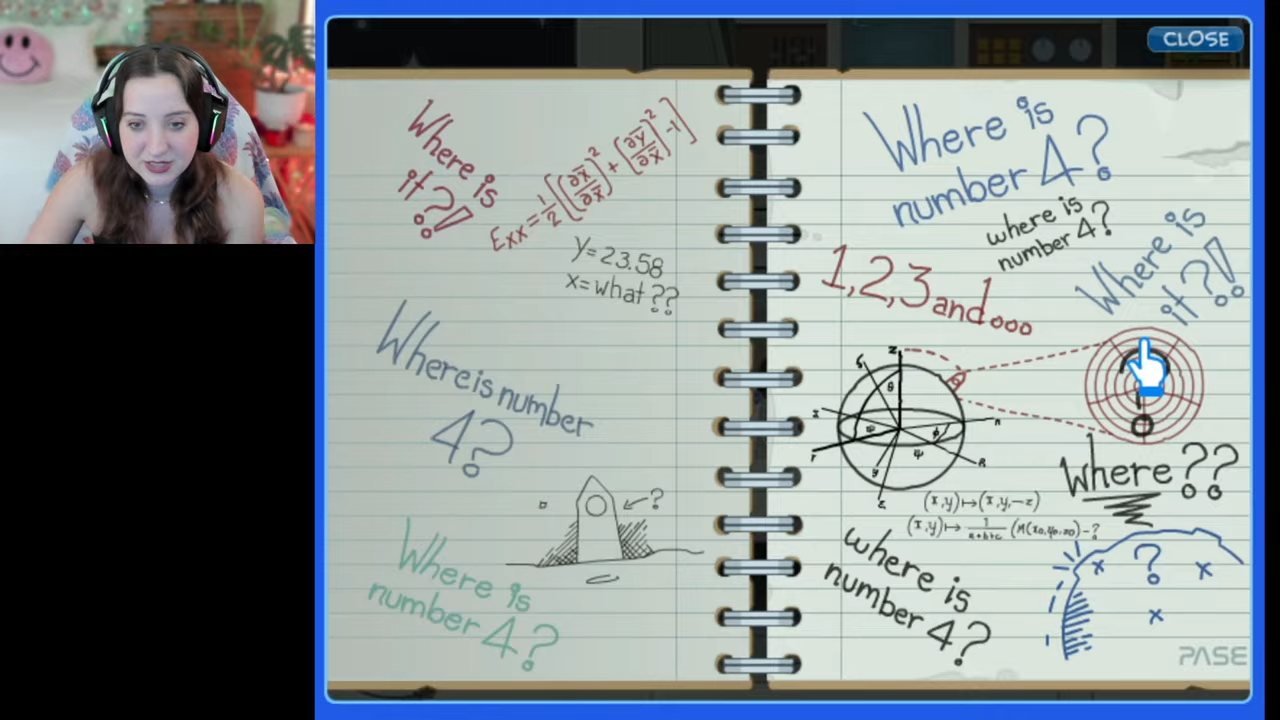 CLOSE
Where is
it?!
Exx = 1/2[(∂x/∂x)² + (∂y/∂x)² - 1]
y=23.58
x=what??
Where is number
4?
?
Where is
number 4?
Where is
number 4?
where is
number 4?
Where is
it?!
1,2,3 and...
z
θ
ψ
Where??
where is
number 4?
x ? x
x
PASE